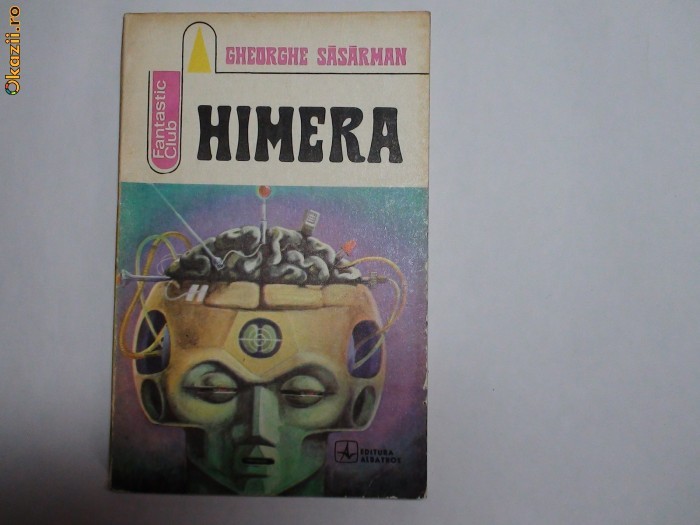 Okazii.ro
GHEORGHE SĂSĂRMAN
Fantastic
Club
HIMERA
EDITURA
ALBATROS